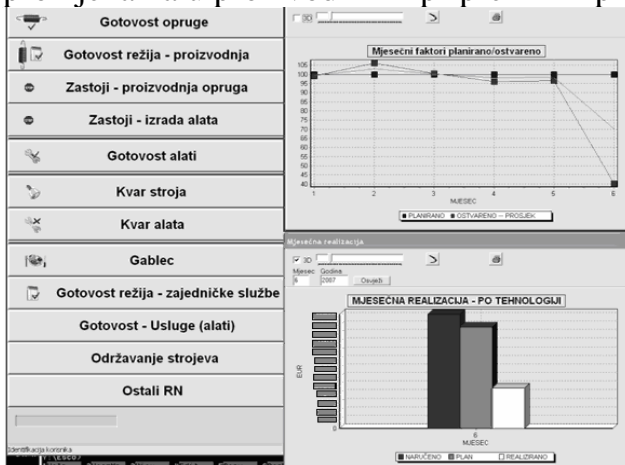 Gotovost opruge
Gotovost režija - proizvodnja
Zastoji - proizvodnja opruga
Zastoji - izrada alata
Gotovost alati
Kvar stroja
Kvar alata
Gablec
Gotovost režija - zajedničke službe
Gotovost - Usluge (alati)
Održavanje strojeva
Ostali RN
Identifikacija korisnika
3D
Mjesečni faktori planirano/ostvareno
105
100
95
90
85
80
75
70
65
60
55
50
45
40
1 2 3 4 5 6
MJESEC
PLANIRANO OSTVARENO -- PROSJEK
Mjesečna realizacija
3D
Mjesec Godina
6 2007 Osvježi
MJESEČNA REALIZACIJA - PO TEHNOLOGIJI
EUR
0
6
MJESEC
NARUČENO PLAN REALIZIRANO